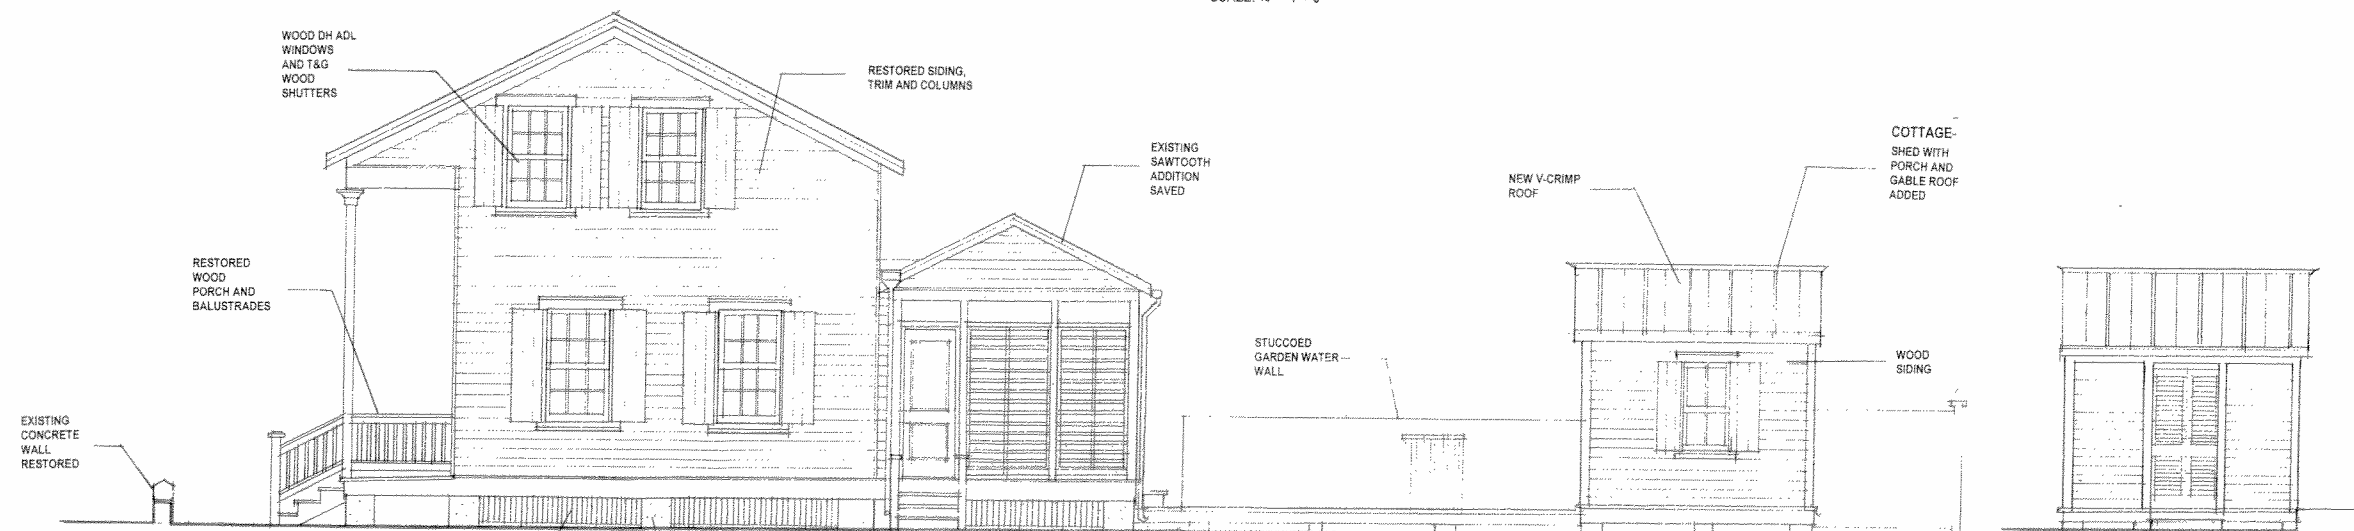 WOOD DH ADL
WINDOWS
AND T&G
WOOD
SHUTTERS
RESTORED SIDING,
TRIM AND COLUMNS
EXISTING
SAWTOOTH
ADDITION
SAVED
NEW V-CRIMP
ROOF
COTTAGE-
SHED WITH
PORCH AND
GABLE ROOF
ADDED
RESTORED
WOOD
PORCH AND
BALUSTRADES
STUCCOED
GARDEN WATER
WALL
WOOD
SIDING
EXISTING
CONCRETE
WALL
RESTORED